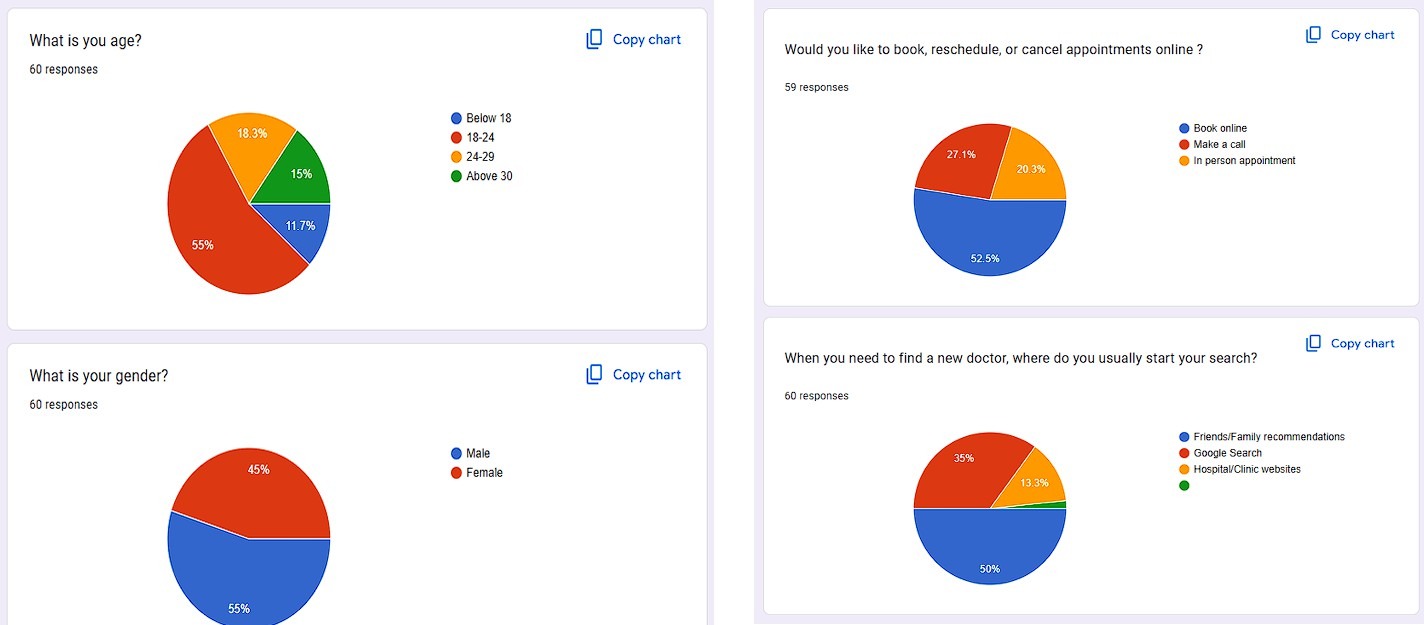 What is you age?
Copy chart
60 responses
18.3%
15%
11.7%
55%
Below 18
18-24
24-29
Above 30
What is your gender?
Copy chart
60 responses
45%
55%
Male
Female
Would you like to book, reschedule, or cancel appointments online ?
Copy chart
59 responses
27.1%
20.3%
52.5%
Book online
Make a call
In person appointment
When you need to find a new doctor, where do you usually start your search?
Copy chart
60 responses
35%
13.3%
50%
Friends/Family recommendations
Google Search
Hospital/Clinic websites